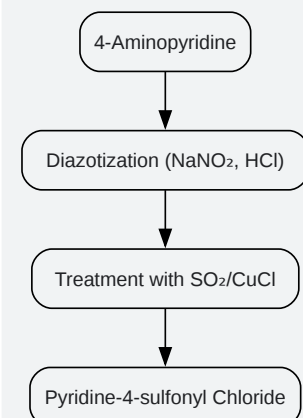 4-Aminopyridine
Diazotization (NaNO₂, HCl)
Treatment with SO₂/CuCl
Pyridine-4-sulfonyl Chloride